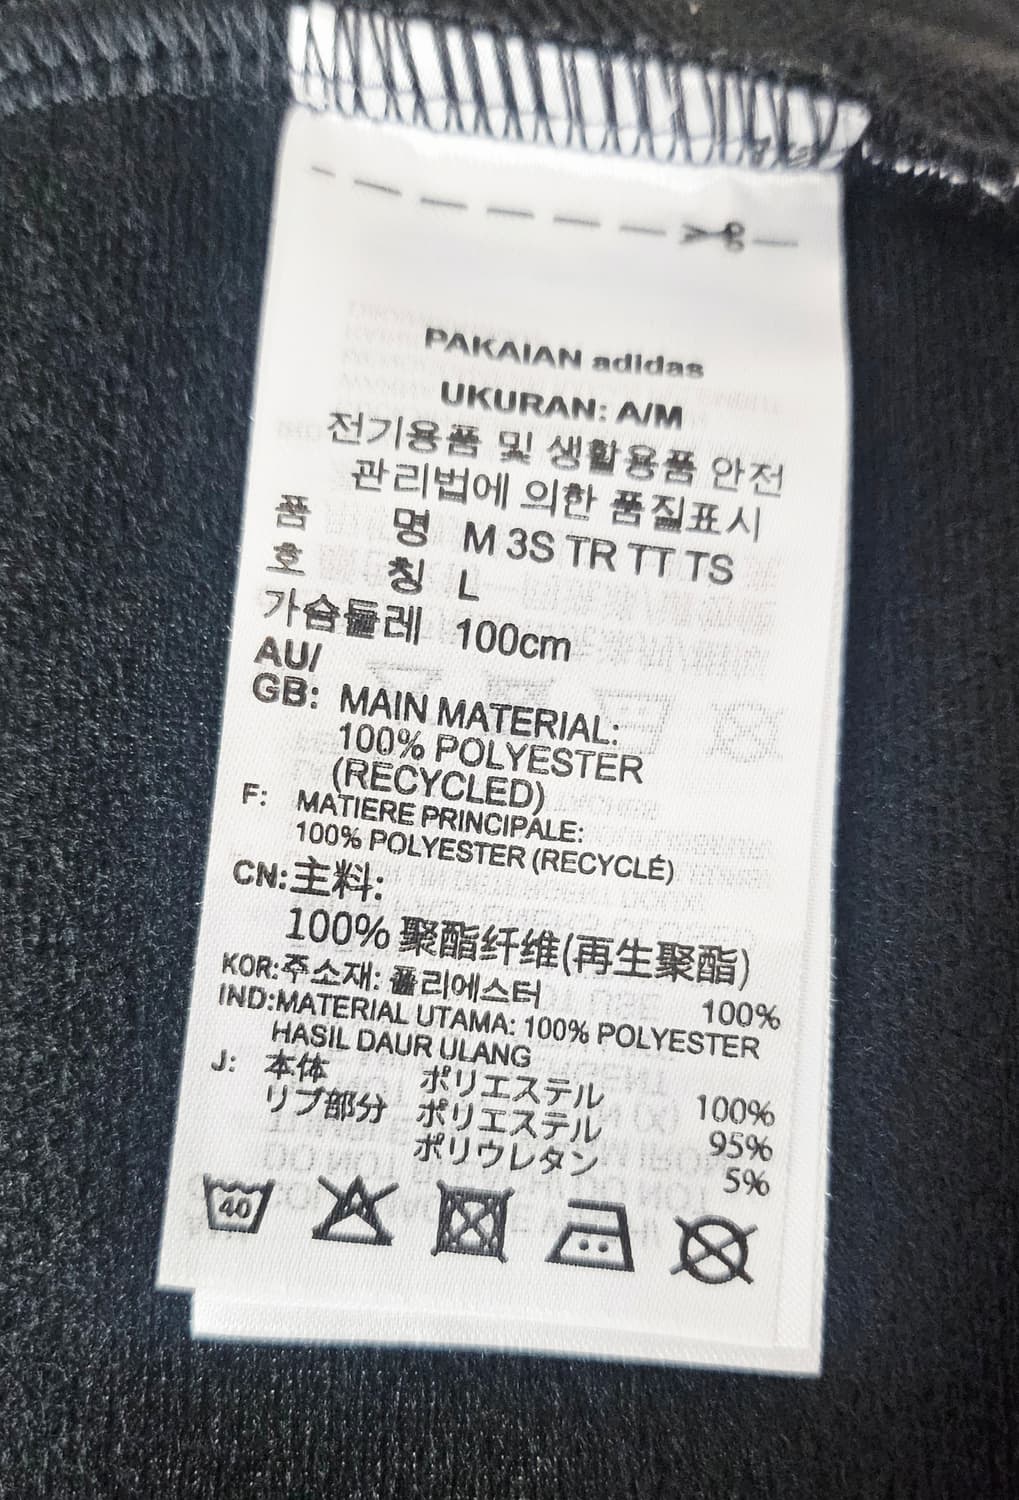 PAKAIAN adidas
UKURAN: A/M
전기용품 및 생활용품 안전
관리법에 의한 품질표시
품 명 M 3S TR TT TS
호 칭 L
가슴둘레 100cm
AU/
GB: MAIN MATERIAL:
100% POLYESTER
(RECYCLED)
F: MATIERE PRINCIPALE:
100% POLYESTER (RECYCLÉ)
CN:主料:
100% 聚酯纤维(再生聚酯)
KOR:주소재: 폴리에스터 100%
IND:MATERIAL UTAMA: 100% POLYESTER
HASIL DAUR ULANG
J: 本体 ポリエステル 100%
リブ部分 ポリエステル 95%
ポリウレタン 5%
40